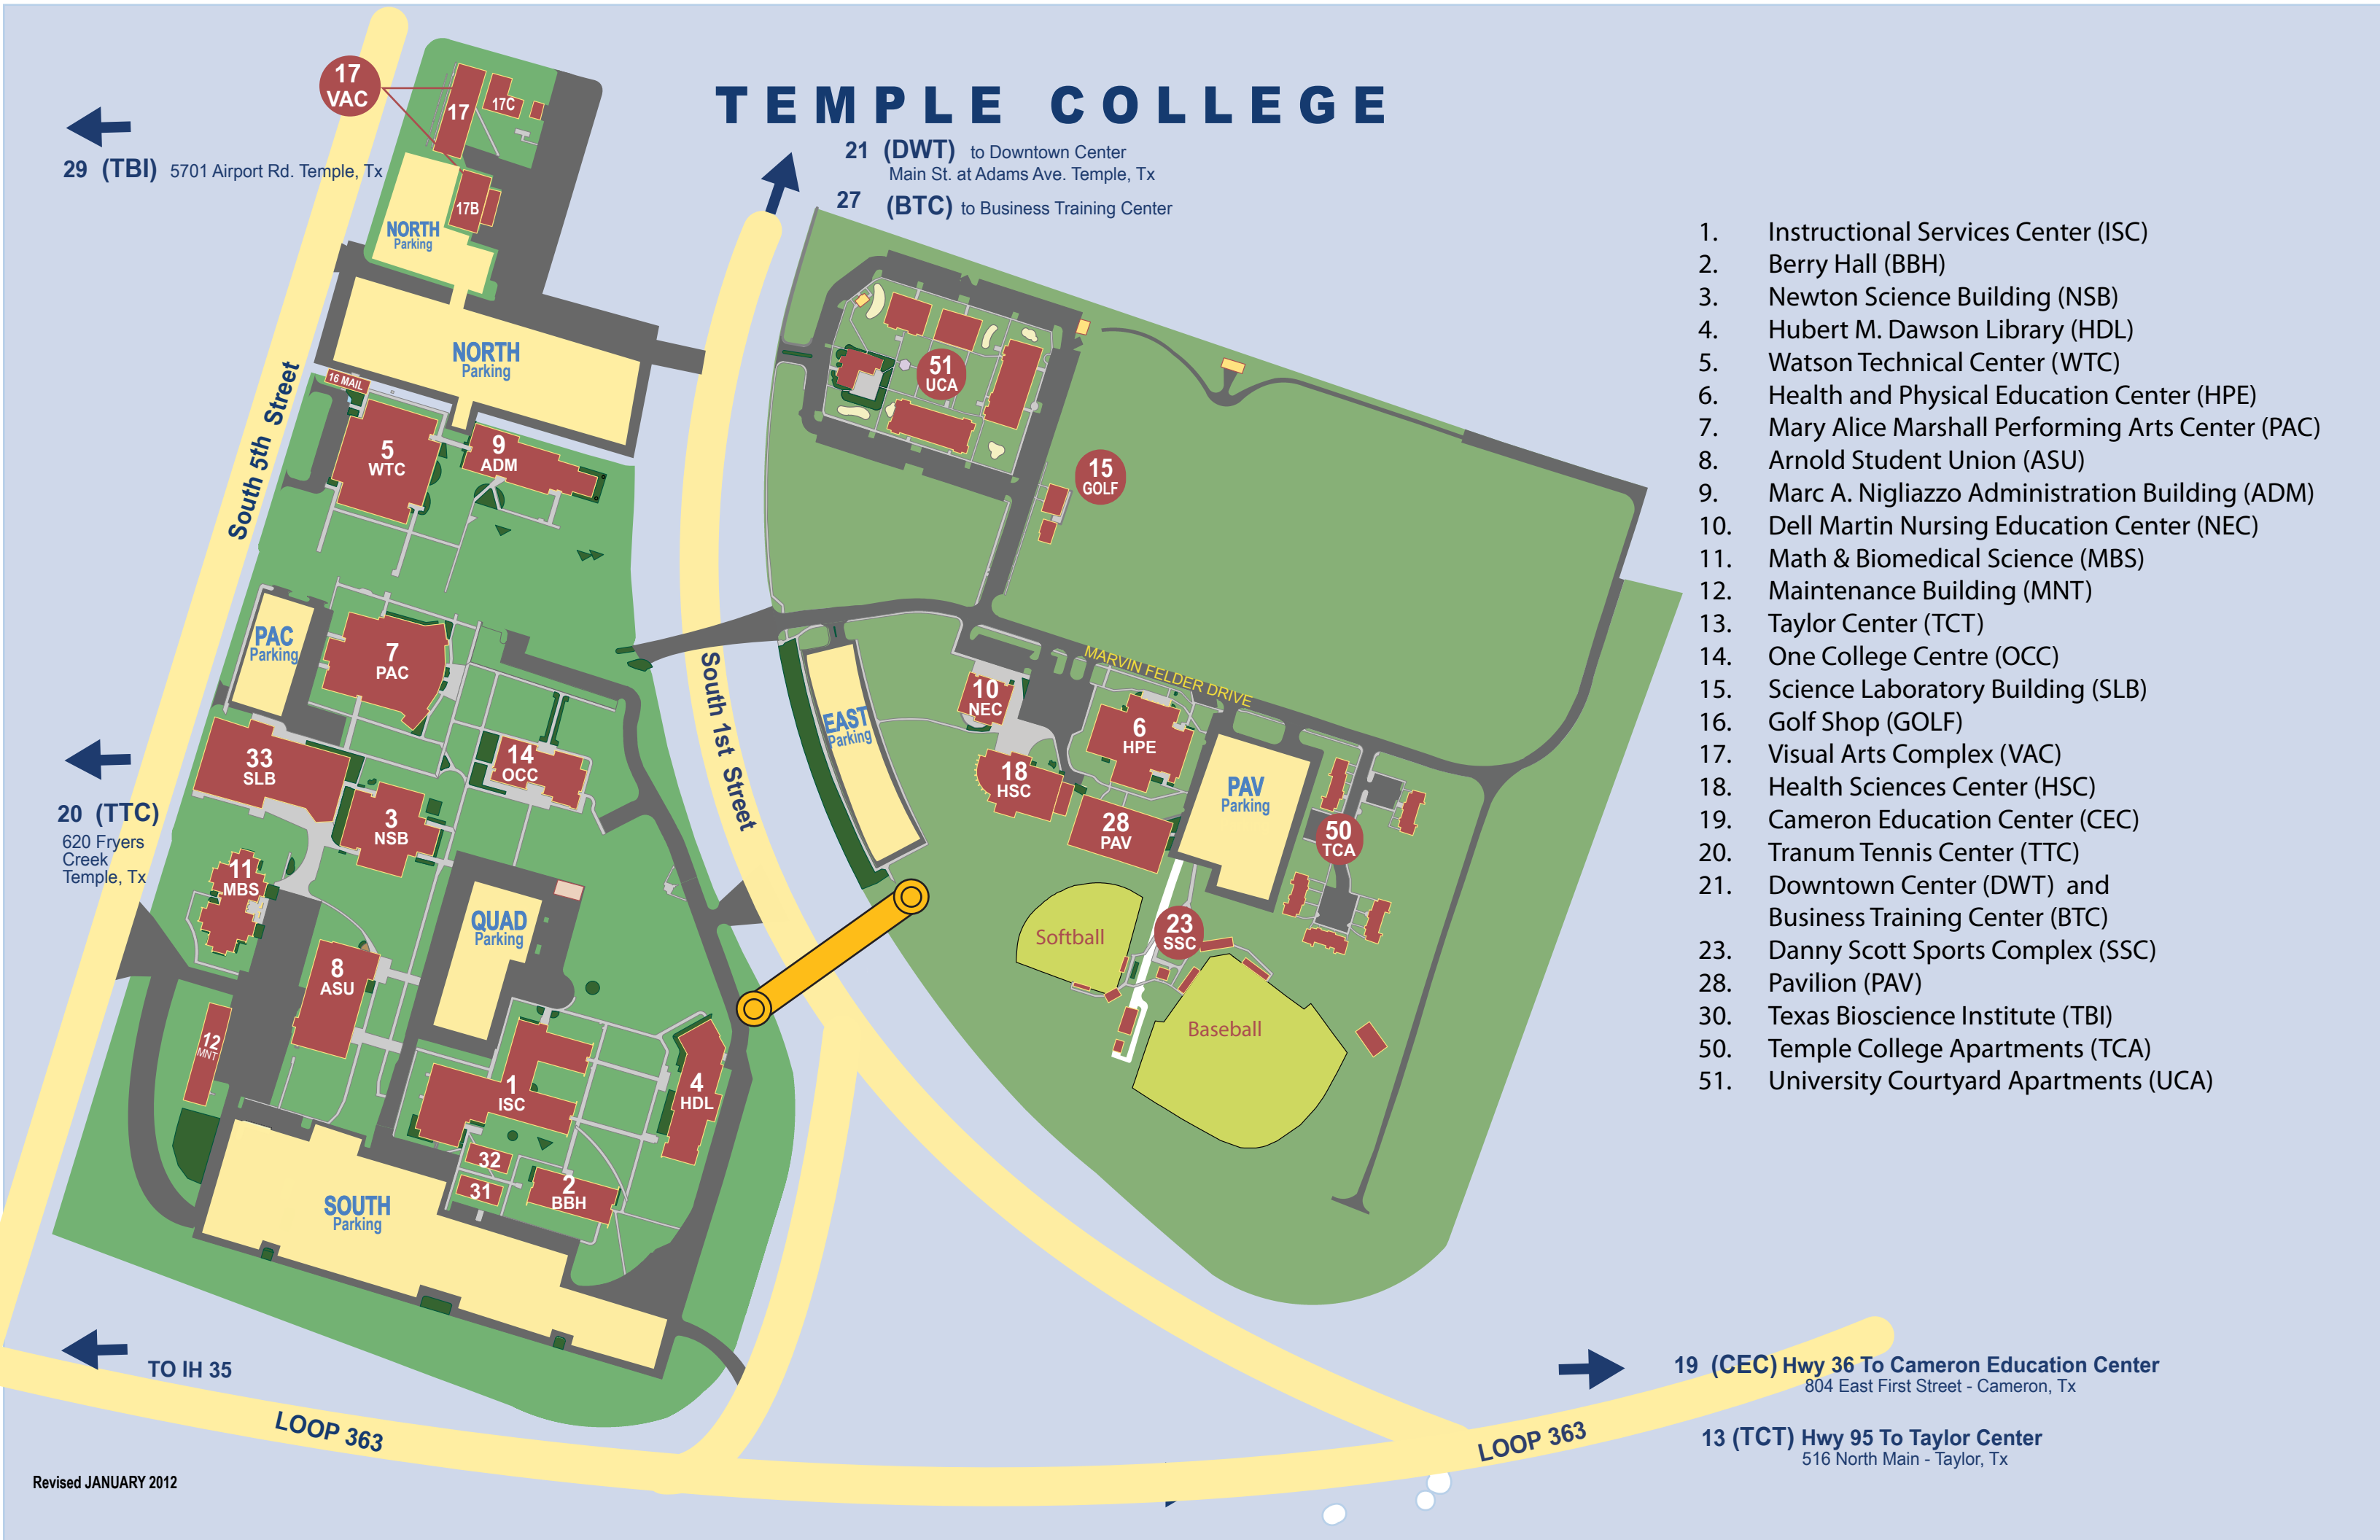 TEMPLE COLLEGE
17
VAC
17
17C
17B
29 (TBI) 5701 Airport Rd. Temple, Tx
21 (DWT) to Downtown Center
Main St. at Adams Ave. Temple, Tx
27 (BTC) to Business Training Center
NORTH
Parking
NORTH
Parking
South 5th Street
16 MAIL
5
WTC
9
ADM
51
UCA
15
GOLF
PAC
Parking
7
PAC
South 1st Street
MARVIN FELDER DRIVE
EAST
Parking
10
NEC
6
HPE
33
SLB
14
OCC
18
HSC
PAV
Parking
20 (TTC)
620 Fryers
Creek
Temple, Tx
3
NSB
28
PAV
50
TCA
11
MBS
QUAD
Parking
Softball
23
SSC
8
ASU
12
MNT
Baseball
1
ISC
4
HDL
32
31
2
BBH
SOUTH
Parking
TO IH 35
LOOP 363
LOOP 363
19 (CEC) Hwy 36 To Cameron Education Center
804 East First Street - Cameron, Tx
13 (TCT) Hwy 95 To Taylor Center
516 North Main - Taylor, Tx
Revised JANUARY 2012
1. Instructional Services Center (ISC)
2. Berry Hall (BBH)
3. Newton Science Building (NSB)
4. Hubert M. Dawson Library (HDL)
5. Watson Technical Center (WTC)
6. Health and Physical Education Center (HPE)
7. Mary Alice Marshall Performing Arts Center (PAC)
8. Arnold Student Union (ASU)
9. Marc A. Nigliazzo Administration Building (ADM)
10. Dell Martin Nursing Education Center (NEC)
11. Math & Biomedical Science (MBS)
12. Maintenance Building (MNT)
13. Taylor Center (TCT)
14. One College Centre (OCC)
15. Science Laboratory Building (SLB)
16. Golf Shop (GOLF)
17. Visual Arts Complex (VAC)
18. Health Sciences Center (HSC)
19. Cameron Education Center (CEC)
20. Tranum Tennis Center (TTC)
21. Downtown Center (DWT) and
Business Training Center (BTC)
23. Danny Scott Sports Complex (SSC)
28. Pavilion (PAV)
30. Texas Bioscience Institute (TBI)
50. Temple College Apartments (TCA)
51. University Courtyard Apartments (UCA)